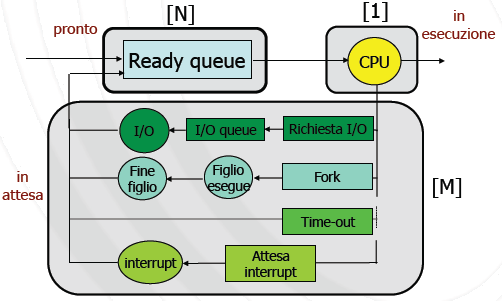 [N]
[1]
pronto
in
esecuzione
Ready queue
CPU
I/O
I/O queue
Richiesta I/O
in
attesa
Fine
figlio
Figlio
esegue
Fork
[M]
Time-out
interrupt
Attesa
interrupt